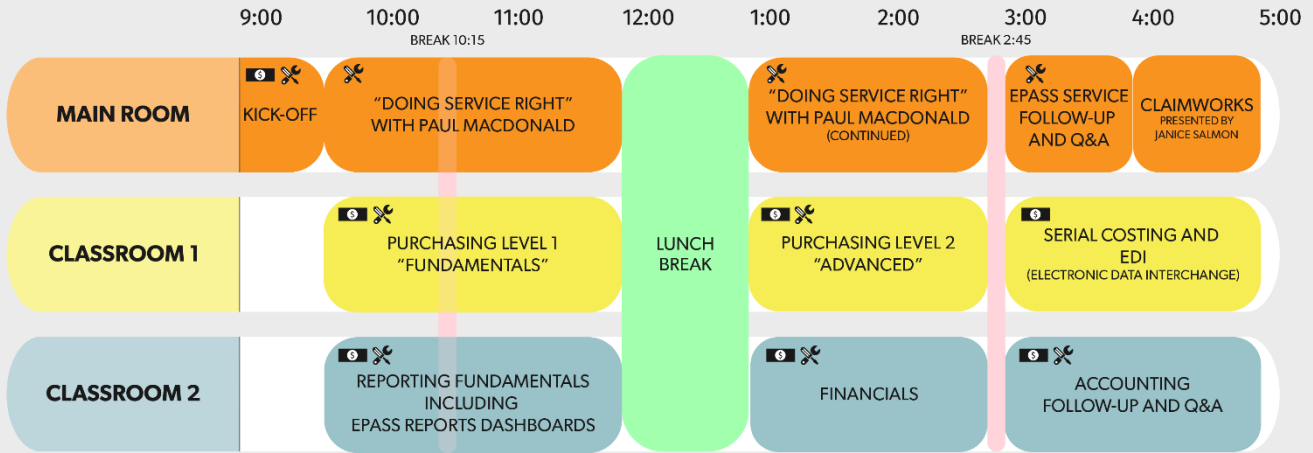 9:00 10:00 11:00 12:00 1:00 2:00 3:00 4:00 5:00
BREAK 10:15
BREAK 2:45
MAIN ROOM
KICK-OFF
“DOING SERVICE RIGHT”
WITH PAUL MACDONALD
“DOING SERVICE RIGHT”
WITH PAUL MACDONALD
(CONTINUED)
EPASS SERVICE
FOLLOW-UP
AND Q&A
CLAIMWORKS
PRESENTED BY
JANICE SALMON
CLASSROOM 1
PURCHASING LEVEL 1
“FUNDAMENTALS”
LUNCH
BREAK
PURCHASING LEVEL 2
“ADVANCED”
SERIAL COSTING AND
EDI
(ELECTRONIC DATA INTERCHANGE)
CLASSROOM 2
REPORTING FUNDAMENTALS
INCLUDING
EPASS REPORTS DASHBOARDS
FINANCIALS
ACCOUNTING
FOLLOW-UP AND Q&A